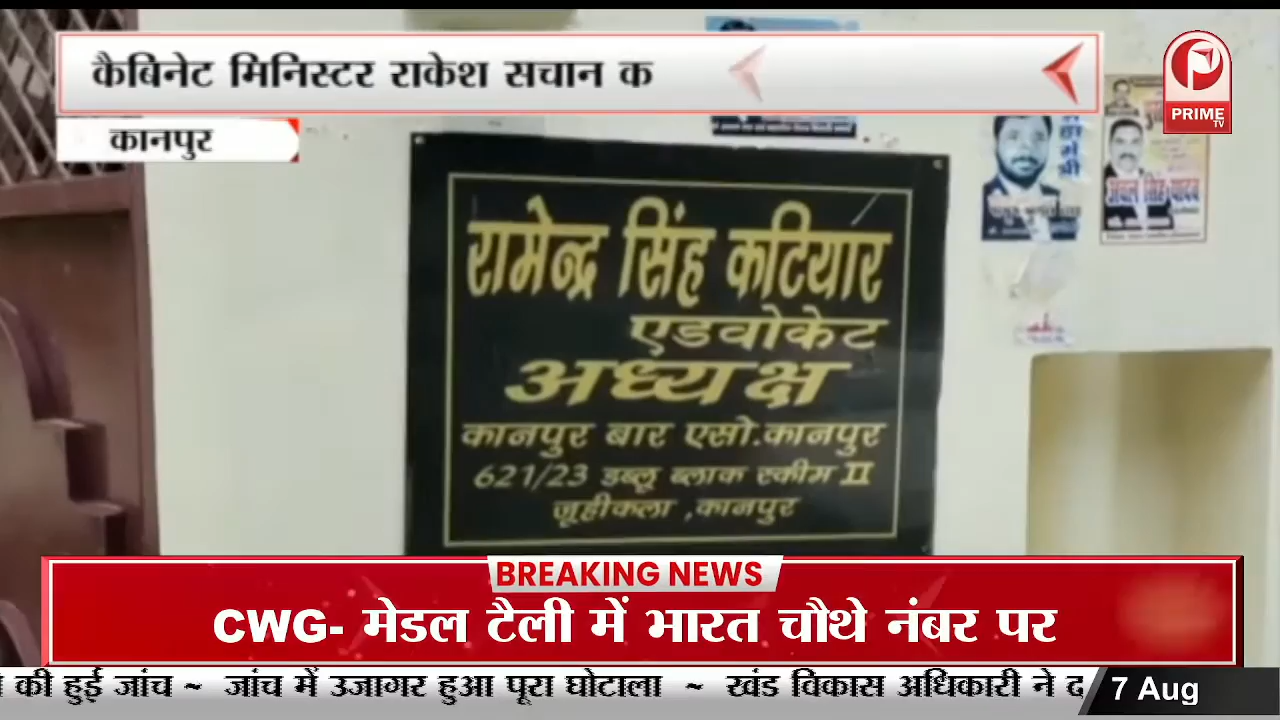 कैबिनेट मिनिस्टर राकेश सचान क
PRIME
TV
कानपुर
रामेन्द्र सिंह कटियार
एडवोकेट
अध्यक्ष
कानपुर बार एसो.कानपुर
621/23 डब्लू ब्लाक स्कीम II
जूहीकला ,कानपुर
BREAKING NEWS
CWG- मेडल टैली में भारत चौथे नंबर पर
की हुई जांच ~ जांच में उजागर हुआ पूरा घोटाला ~ खंड विकास अधिकारी ने द
7 Aug